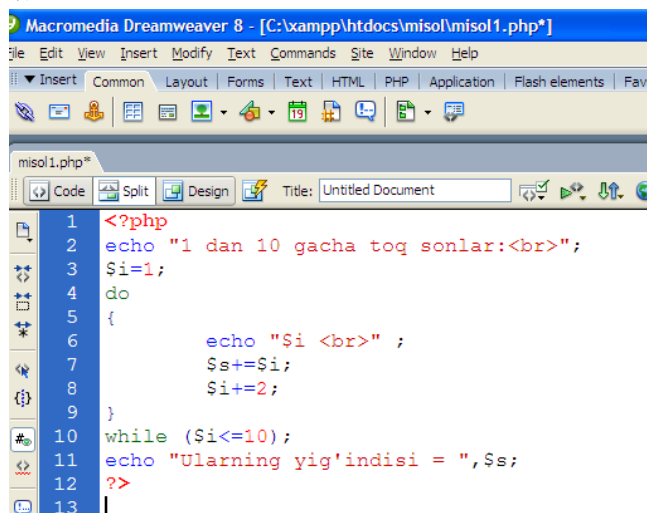 Macromedia Dreamweaver 8 - [C:\xampp\htdocs\misol\misol1.php*]
File Edit View Insert Modify Text Commands Site Window Help
▼ Insert Common Layout Forms Text HTML PHP Application Flash elements Fav
19
misol1.php*
Code Split Design Title: Untitled Document
1 <?php
2 echo "1 dan 10 gacha toq sonlar:<br>";
3 $i=1;
4 do
5 {
6 echo "$i <br>" ;
7 $s+=$i;
8 $i+=2;
9 }
10 while ($i<=10);
11 echo "Ularning yig'indisi = ",$s;
12 ?>
13